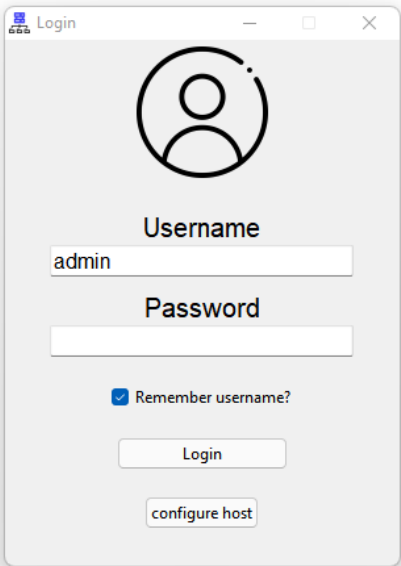 Login
Username
admin
Password
Remember username?
Login
configure host